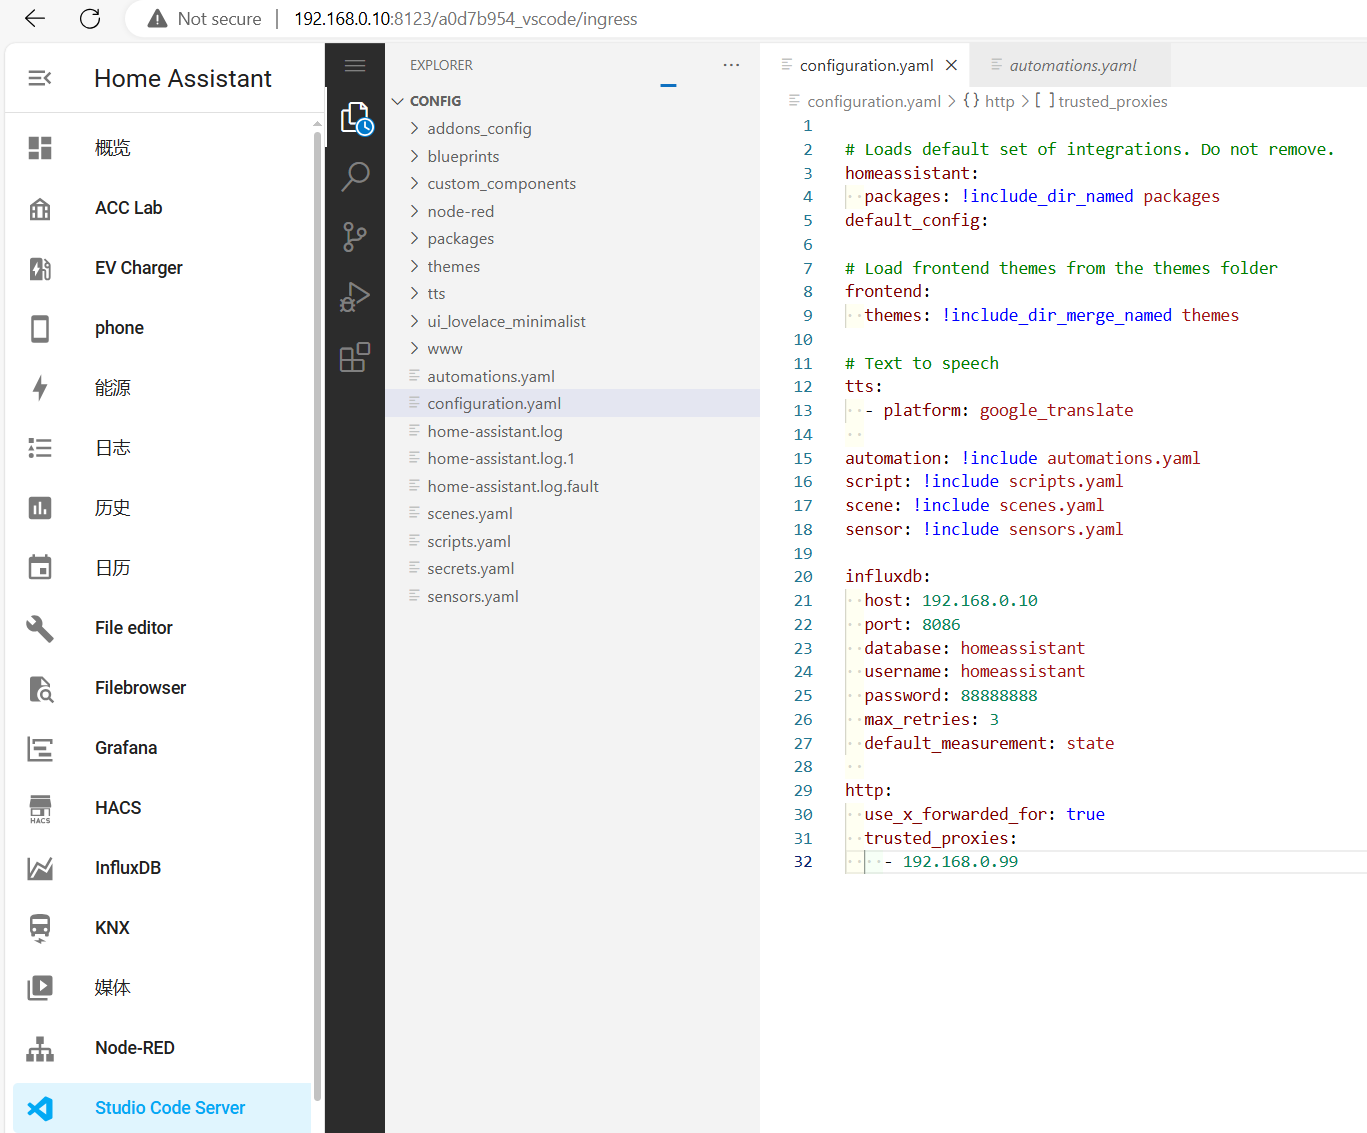 Not secure
192.168.0.10:8123/a0d7b954_vscode/ingress
Home Assistant
概览
ACC Lab
EV Charger
phone
能源
日志
历史
日历
File editor
Filebrowser
Grafana
HACS
HACS
InfluxDB
KNX
媒体
Node-RED
Studio Code Server
EXPLORER
CONFIG
addons_config
blueprints
custom_components
node-red
packages
themes
tts
ui_lovelace_minimalist
www
automations.yaml
configuration.yaml
home-assistant.log
home-assistant.log.1
home-assistant.log.fault
scenes.yaml
scripts.yaml
secrets.yaml
sensors.yaml
configuration.yaml
automations.yaml
configuration.yaml > {} http > [ ] trusted_proxies
1
2 # Loads default set of integrations. Do not remove.
3 homeassistant:
4   packages: !include_dir_named packages
5 default_config:
6
7 # Load frontend themes from the themes folder
8 frontend:
9   themes: !include_dir_merge_named themes
10
11 # Text to speech
12 tts:
13   - platform: google_translate
14
15 automation: !include automations.yaml
16 script: !include scripts.yaml
17 scene: !include scenes.yaml
18 sensor: !include sensors.yaml
19
20 influxdb:
21   host: 192.168.0.10
22   port: 8086
23   database: homeassistant
24   username: homeassistant
25   password: 88888888
26   max_retries: 3
27   default_measurement: state
28
29 http:
30   use_x_forwarded_for: true
31   trusted_proxies:
32     - 192.168.0.99